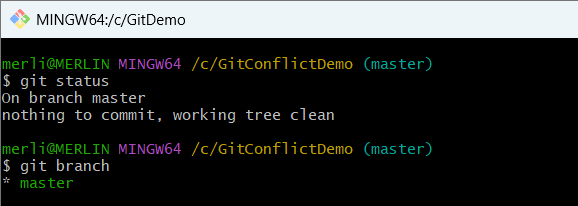 MINGW64:/c/GitDemo
merli@MERLIN MINGW64 /c/GitConflictDemo (master)
$ git status
On branch master
nothing to commit, working tree clean
merli@MERLIN MINGW64 /c/GitConflictDemo (master)
$ git branch
* master